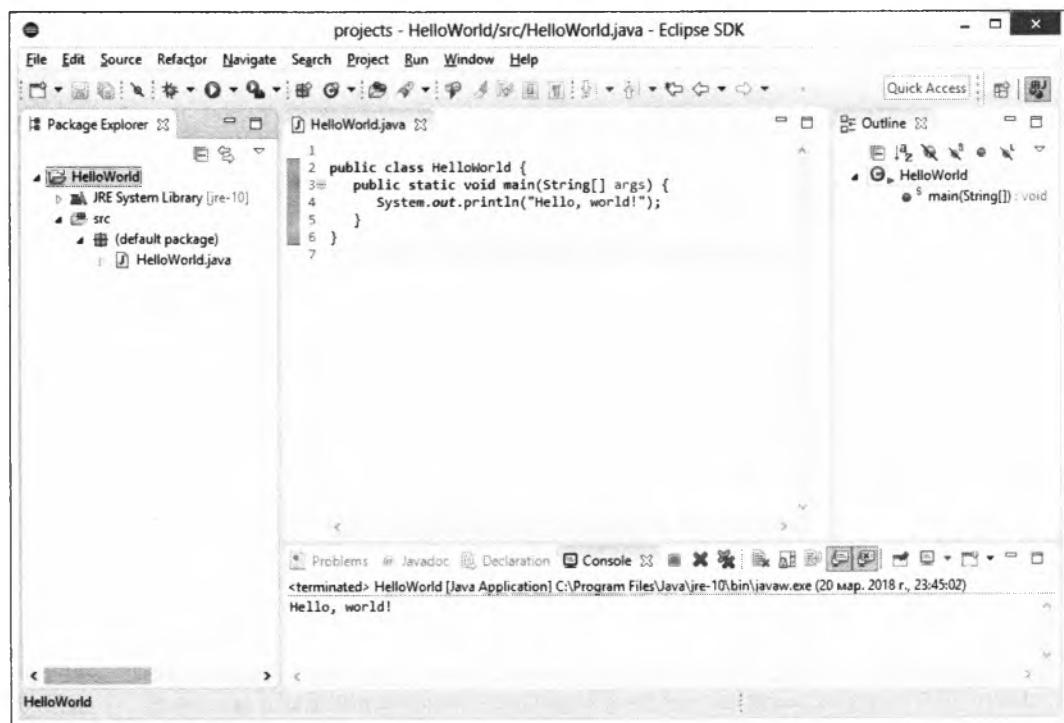 projects - HelloWorld/src/HelloWorld.java - Eclipse SDK
File Edit Source Refactor Navigate Search Project Run Window Help
Quick Access
Package Explorer
HelloWorld
JRE System Library [jre-10]
src
(default package)
HelloWorld.java
HelloWorld.java
1
2 public class HelloWorld {
3 public static void main(String[] args) {
4 System.out.println("Hello, world!");
5 }
6 }
7
Outline
HelloWorld
main(String[]) : void
Problems @ Javadoc Declaration Console
<terminated> HelloWorld [Java Application] C:\Program Files\Java\jre-10\bin\javaw.exe (20 мар. 2018 г., 23:45:02)
Hello, world!
HelloWorld